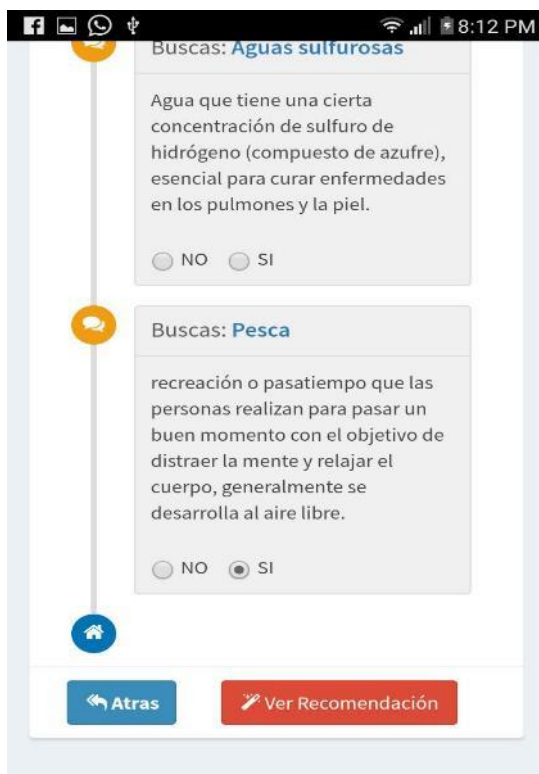 8:12 PM
Buscas: Aguas sulfurosas
Agua que tiene una cierta
concentración de sulfuro de
hidrógeno (compuesto de azufre),
esencial para curar enfermedades
en los pulmones y la piel.
NO SI
Buscas: Pesca
recreación o pasatiempo que las
personas realizan para pasar un
buen momento con el objetivo de
distraer la mente y relajar el
cuerpo, generalmente se
desarrolla al aire libre.
NO SI
Atras Ver Recomendación